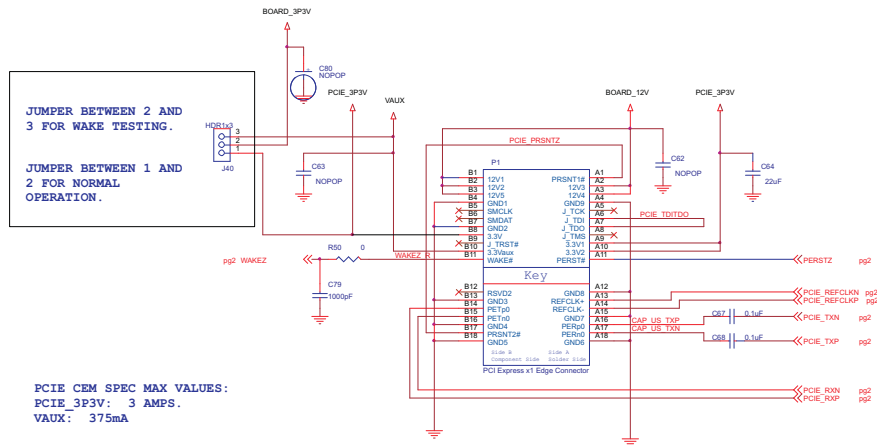 BOARD_3P3V
C80
NOPOP
PCIE_3P3V
VAUX
BOARD_12V
PCIE_3P3V
JUMPER BETWEEN 2 AND
3 FOR WAKE TESTING.
JUMPER BETWEEN 1 AND
2 FOR NORMAL
OPERATION.
HDR1x3
3
2
1
J40
C63
NOPOP
PCIE_PRSNTZ
C62
NOPOP
C64
22uF
P1
B1 12V1 PRSNT1# A1
B2 12V2 12V3 A2
B3 12V5 12V4 A3
B4 GND1 GND9 A4
B5 SMCLK J_TCK A5
B6 SMDAT J_TDI A6
B7 GND2 J_TDO A7
B8 3.3V J_TMS A8
B9 J_TRST# 3.3V1 A9
B10 3.3Vaux 3.3V2 A10
B11 WAKE# PERST# A11
PCIE_TDITDO
R50 0
pg2 WAKEZ
WAKEZ_R
PERSTZ pg2
C79
1000pF
Key
B12 RSVD2 GND8 A12
B13 GND3 REFCLK+ A13
B14 PETp0 REFCLK- A14
B15 PETn0 GND7 A15
B16 GND4 PERp0 A16
B17 PRSNT2# PERn0 A17
B18 GND5 GND6 A18
Side B Side A
Component Side Solder Side
PCI Express x1 Edge Connector
PCIE_REFCLKN pg2
PCIE_REFCLKP pg2
CAP_US_TXP
C67 0.1uF
PCIE_TXN pg2
CAP_US_TXN
C68 0.1uF
PCIE_TXP pg2
PCIE_RXN pg2
PCIE_RXP pg2
PCIE CEM SPEC MAX VALUES:
PCIE_3P3V: 3 AMPS.
VAUX: 375mA